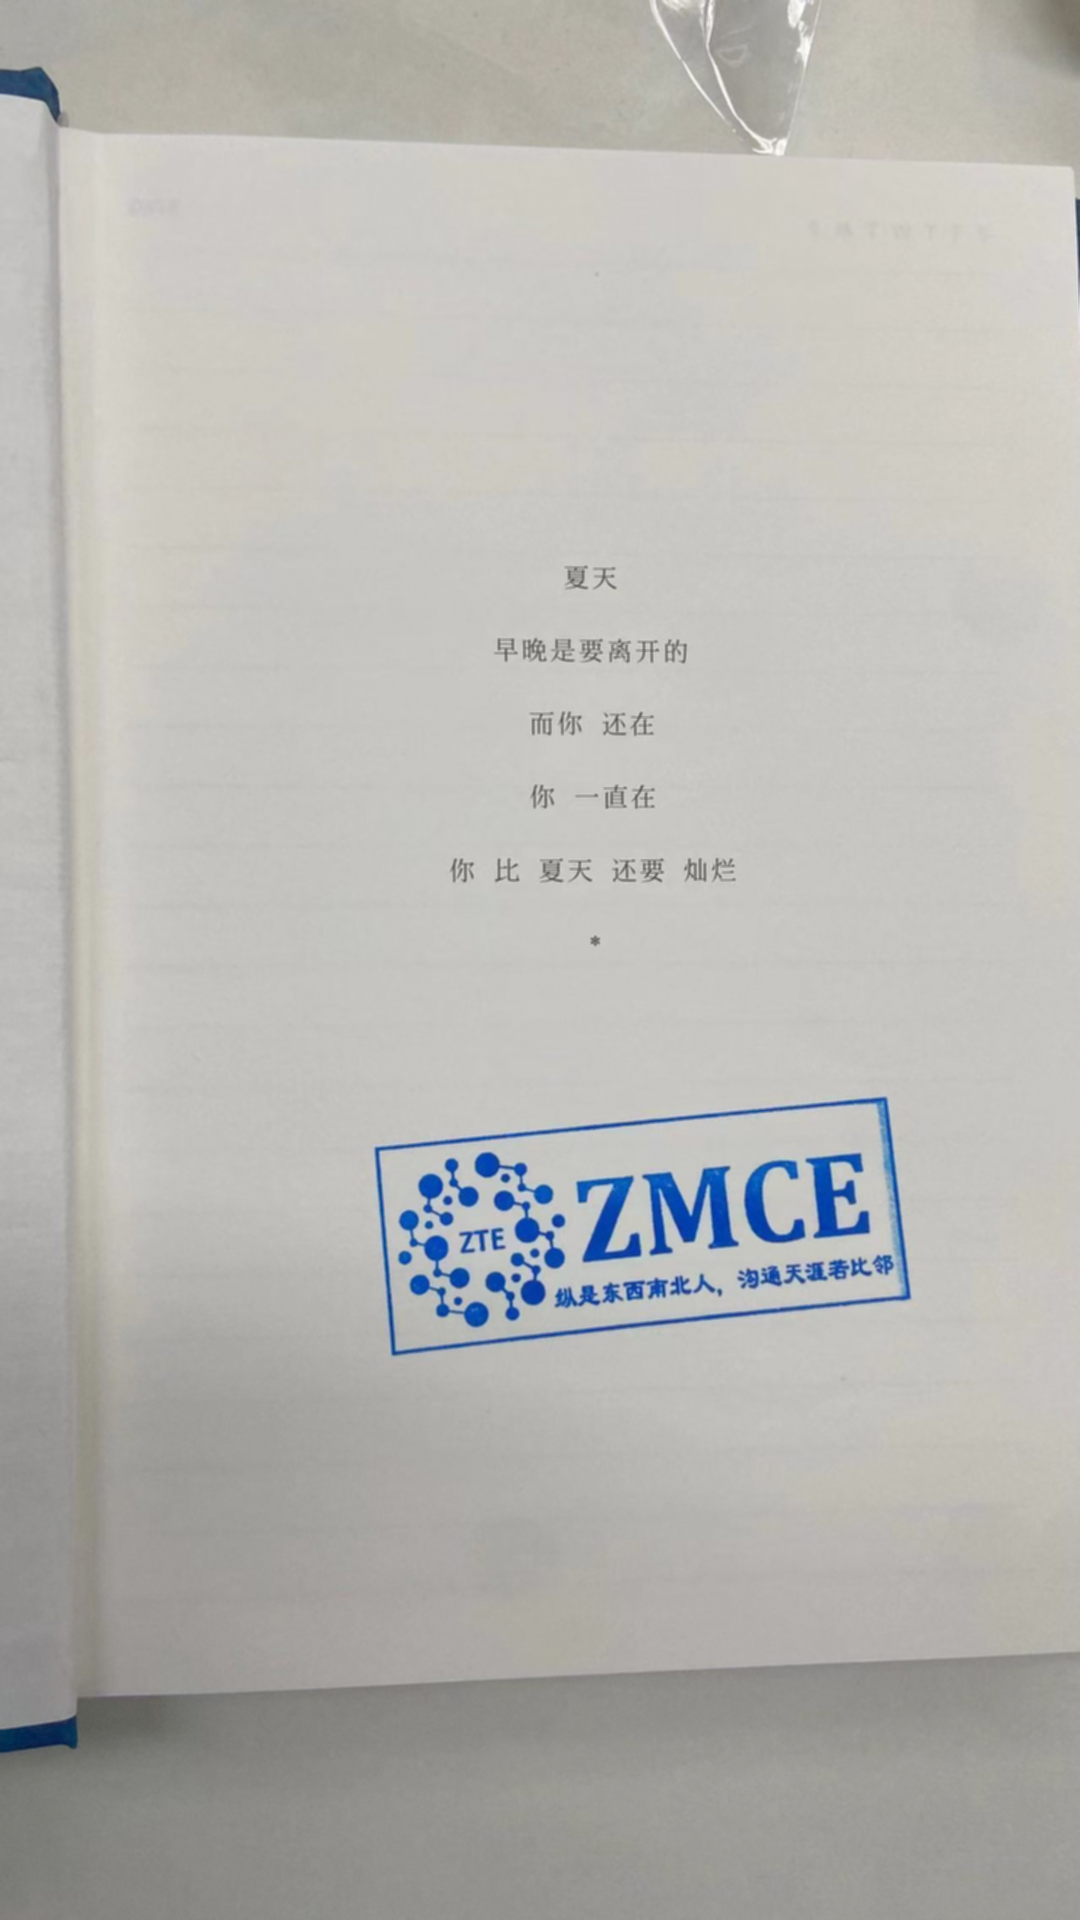 夏天
早晚是要离开的
而你 还在
你 一直在
你 比 夏天 还要 灿烂
*
ZTE
ZMCE
纵是东西南北人，沟通天涯若比邻